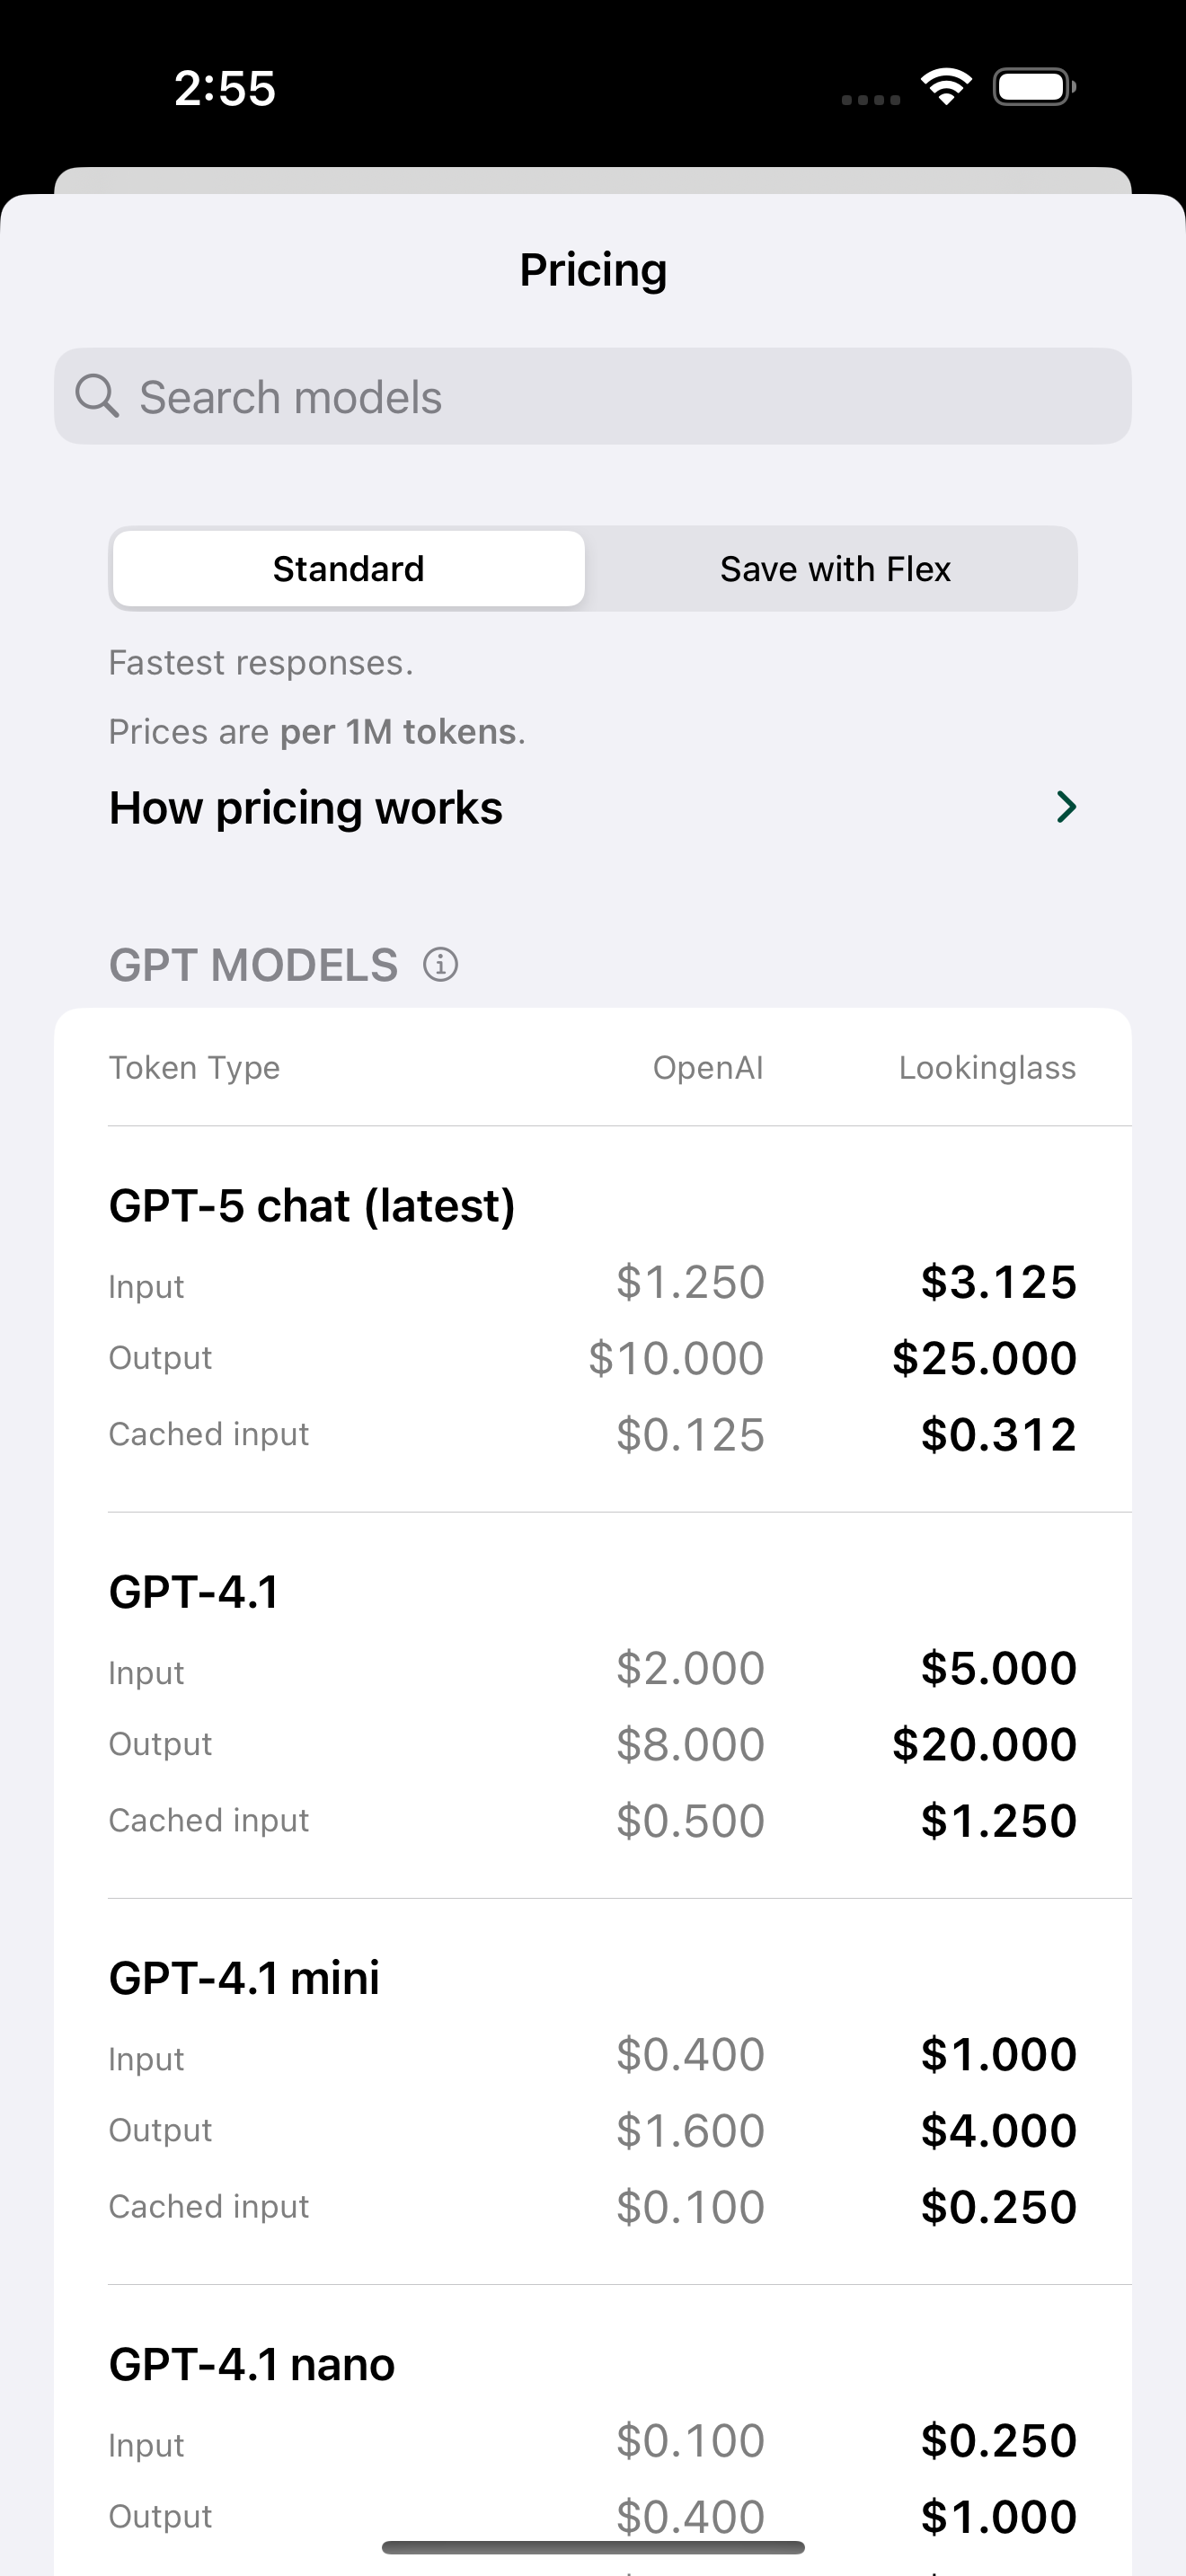 2:55
Pricing
Search models
Standard Save with Flex
Fastest responses.
Prices are per 1M tokens.
How pricing works
GPT MODELS
Token Type OpenAI Lookinglass
GPT-5 chat (latest)
Input $1.250 $3.125
Output $10.000 $25.000
Cached input $0.125 $0.312
GPT-4.1
Input $2.000 $5.000
Output $8.000 $20.000
Cached input $0.500 $1.250
GPT-4.1 mini
Input $0.400 $1.000
Output $1.600 $4.000
Cached input $0.100 $0.250
GPT-4.1 nano
Input $0.100 $0.250
Output $0.400 $1.000